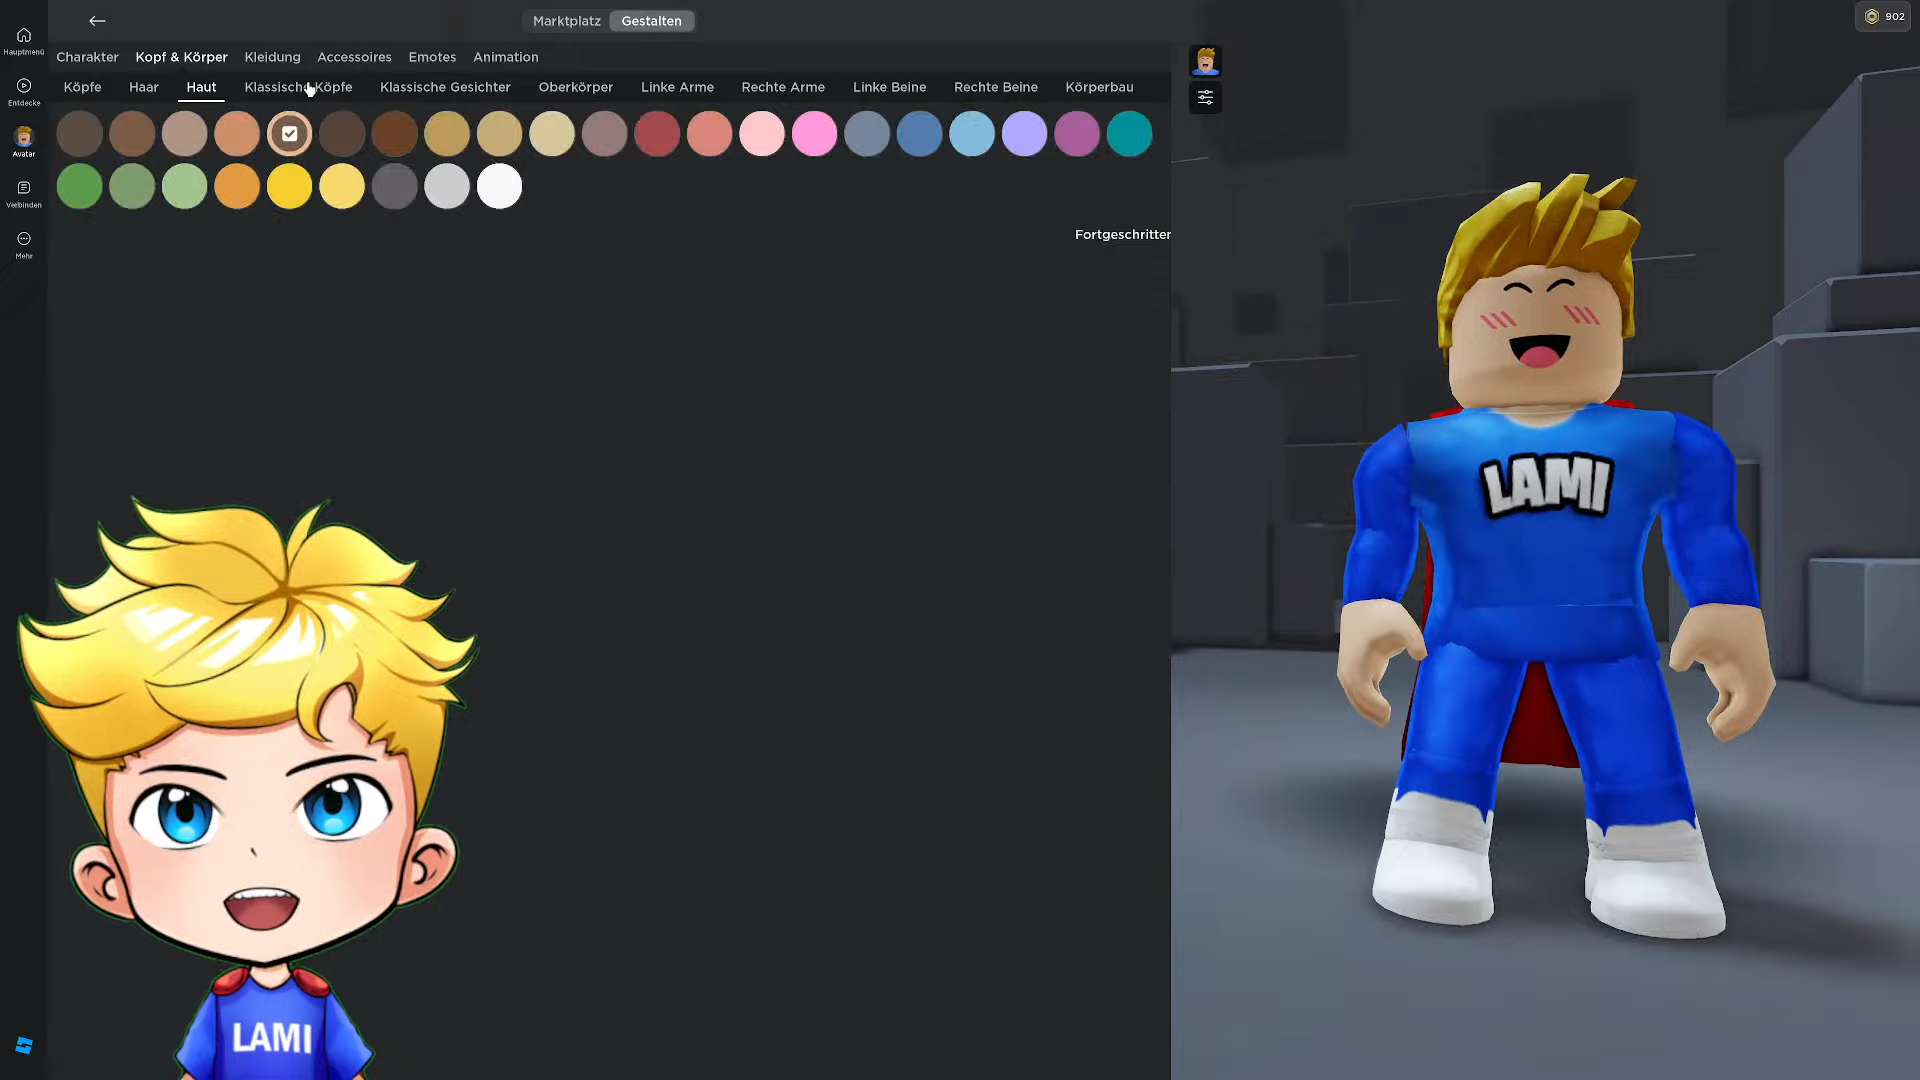 Marktplatz Gestalten
902
Hauptmenü
Charakter Kopf & Körper Kleidung Accessoires Emotes Animation
Köpfe Haar Haut Klassische Köpfe Klassische Gesichter Oberkörper Linke Arme Rechte Arme Linke Beine Rechte Beine Körperbau
Entdecke
Avatar
Verbinden
Mehr
Fortgeschritten
LAMI
LAMI